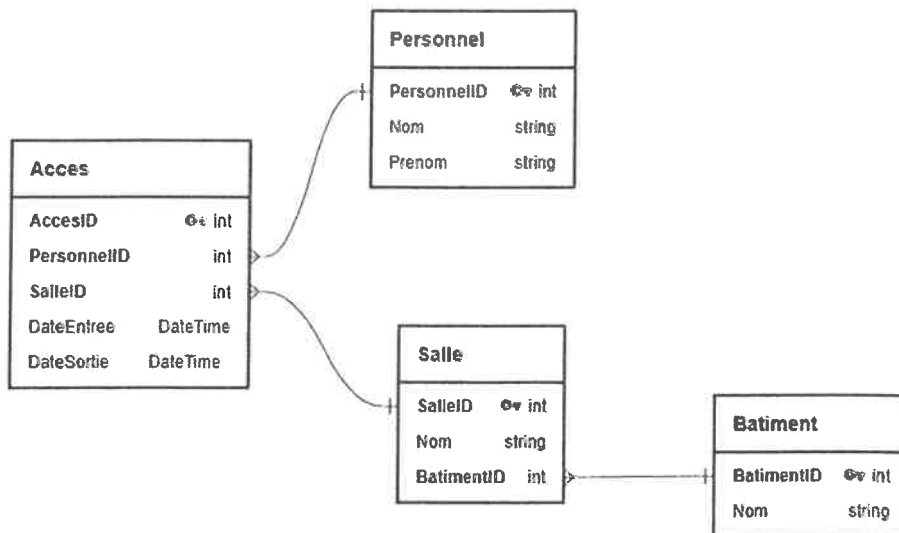 Personnel
PersonnelID int
Nom string
Prenom string
Acces
AccesID int
PersonnelID int
SalleID int
DateEntree DateTime
DateSortie DateTime
Salle
SalleID int
Nom string
BatimentID int
Batiment
BatimentID int
Nom string